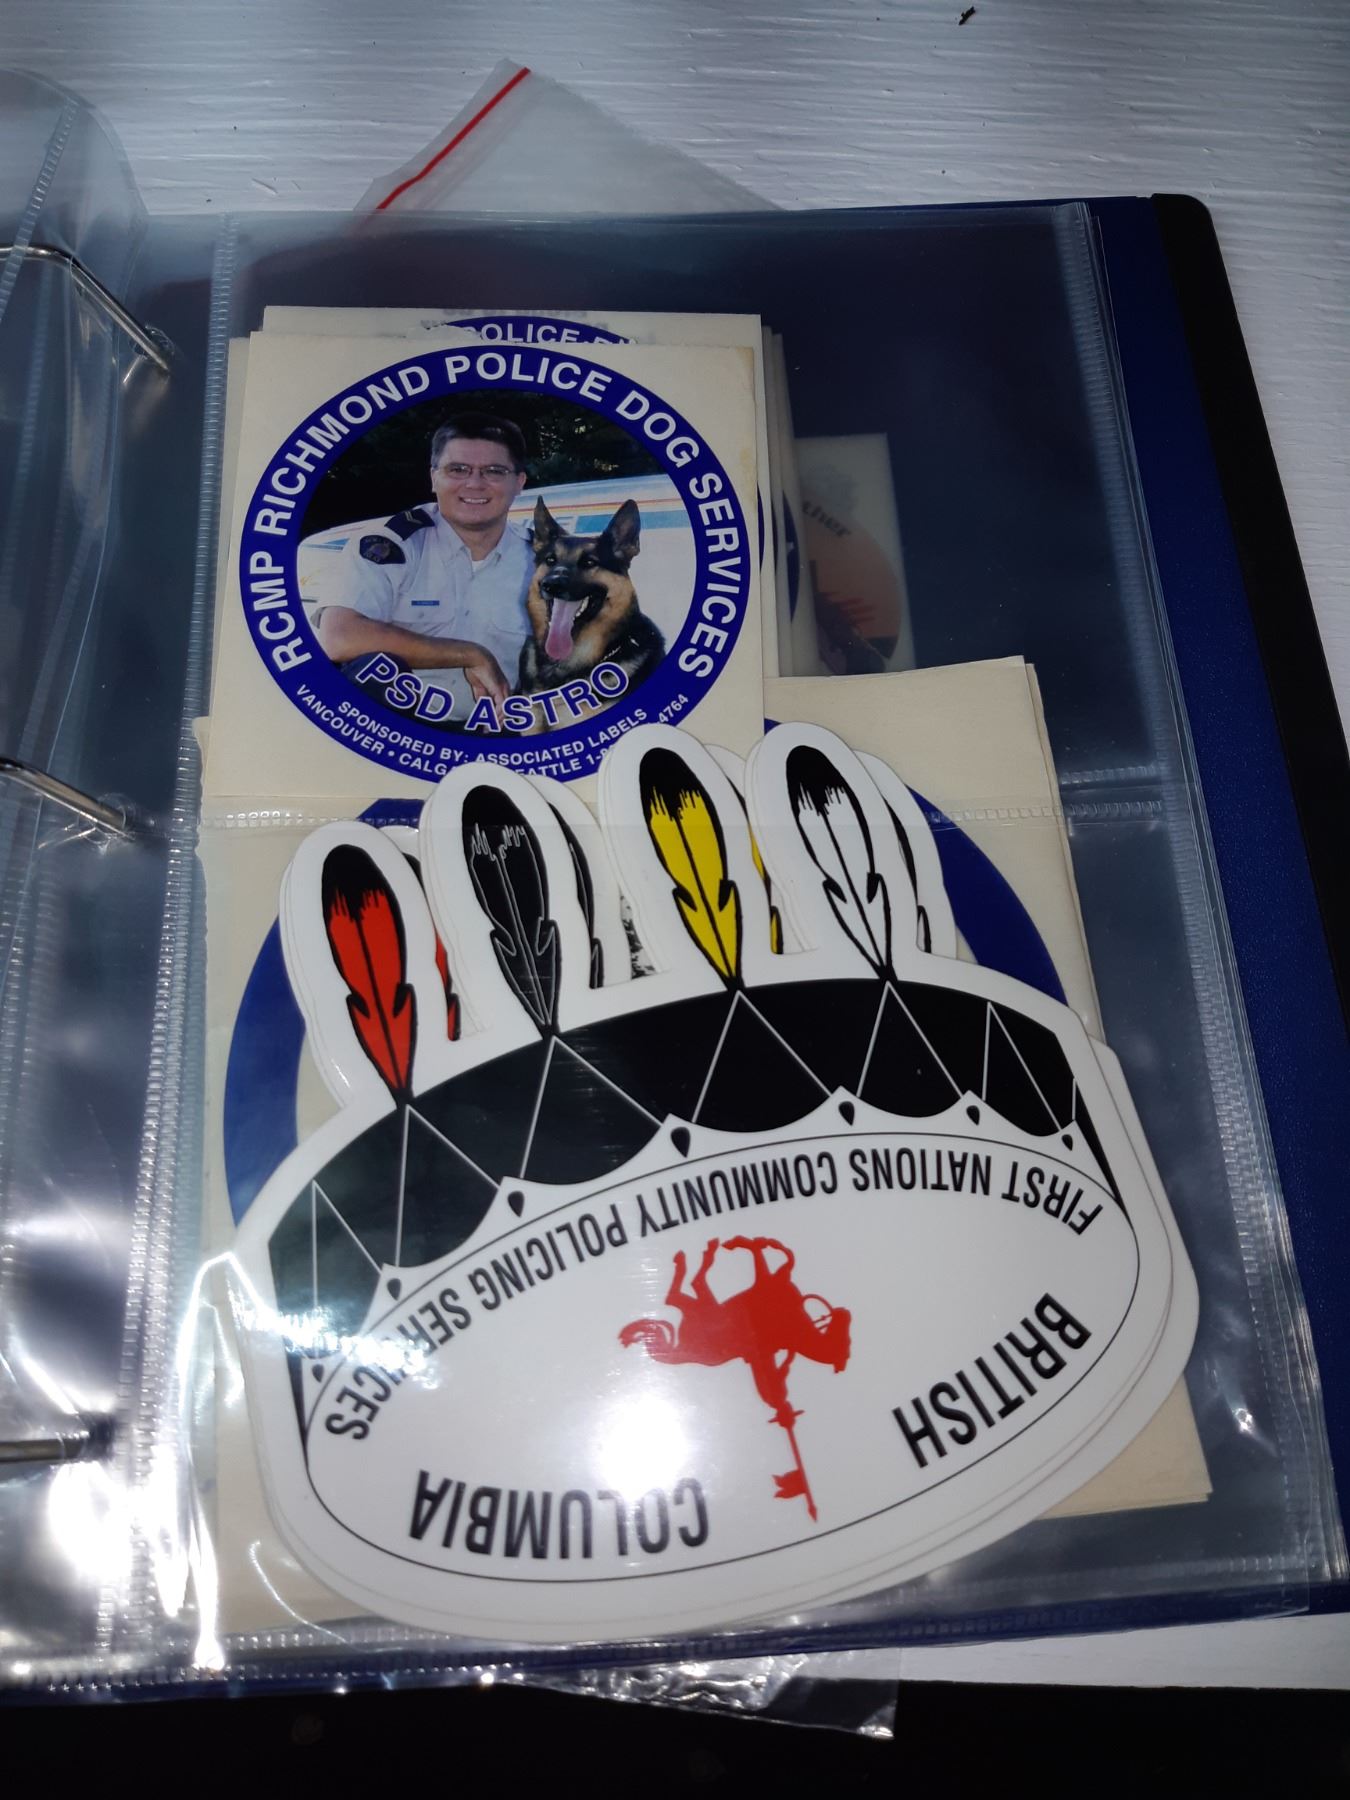 POLICE
RCMP RICHMOND POLICE DOG SERVICES
PSD ASTRO
SPONSORED BY: ASSOCIATED LABELS
VANCOUVER •
4764
FIRST NATIONS COMMUNITY POLICING SERVICES
BRITISH
COLUMBIA